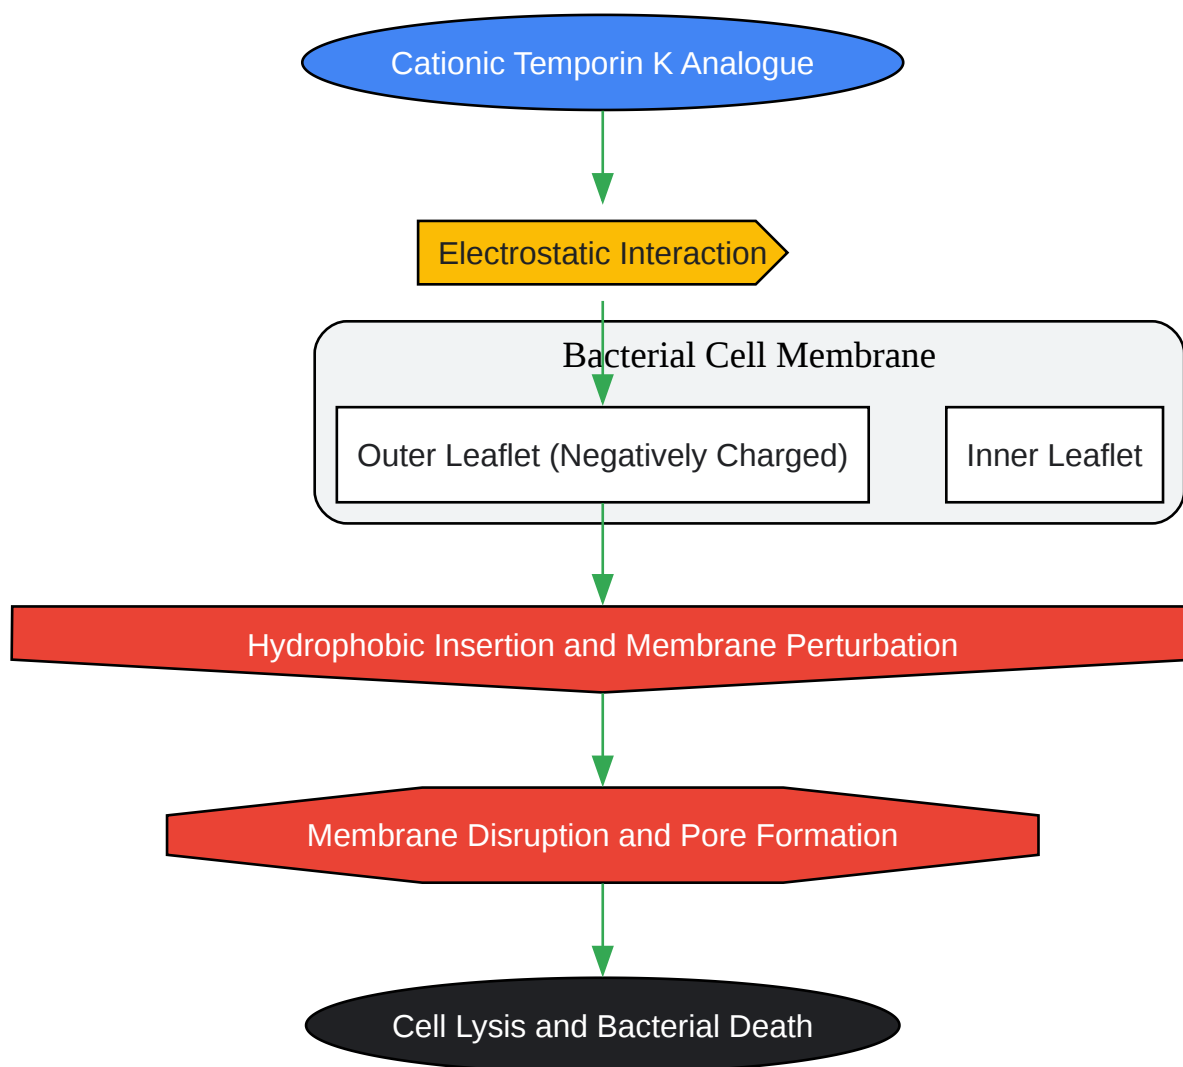 Cationic Temporin K Analogue
Electrostatic Interaction
Bacterial Cell Membrane
Outer Leaflet (Negatively Charged)
Inner Leaflet
Hydrophobic Insertion and Membrane Perturbation
Membrane Disruption and Pore Formation
Cell Lysis and Bacterial Death